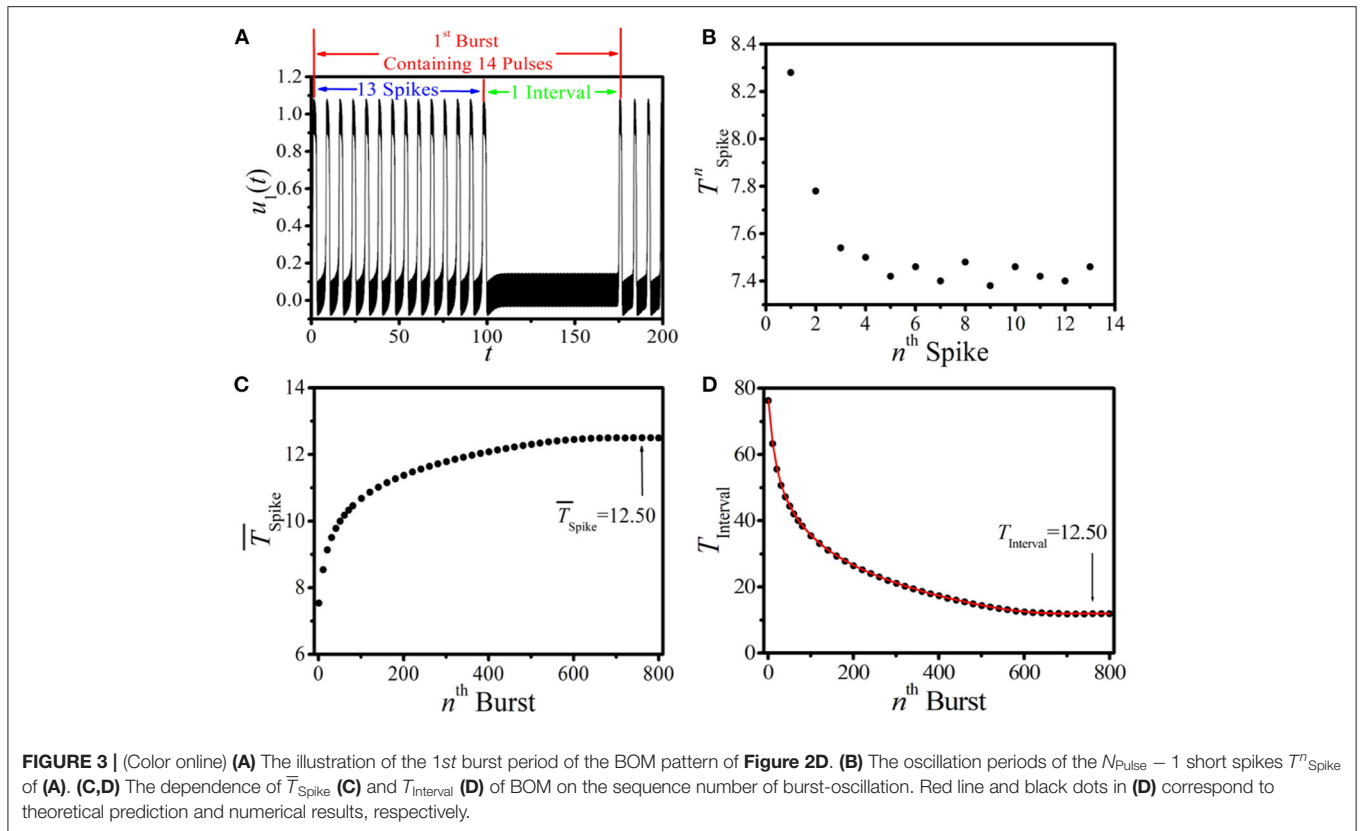 A
1st Burst
Containing 14 Pulses
13 Spikes
1 Interval
1.2
1.0
0.8
0.6
0.4
0.2
0.0
u1(t)
0 50 100 150 200
t
B
8.4
8.2
8.0
7.8
7.6
7.4
T^n Spike
0 2 4 6 8 10 12 14
nth Spike
C
14
12
10
8
6
T̅Spike
T̅Spike=12.50
0 200 400 600 800
nth Burst
D
80
60
40
20
0
TInterval
TInterval=12.50
0 200 400 600 800
nth Burst
FIGURE 3 | (Color online) (A) The illustration of the 1st burst period of the BOM pattern of Figure 2D. (B) The oscillation periods of the NPulse − 1 short spikes T^nSpike
of (A). (C,D) The dependence of T̅Spike (C) and TInterval (D) of BOM on the sequence number of burst-oscillation. Red line and black dots in (D) correspond to
theoretical prediction and numerical results, respectively.